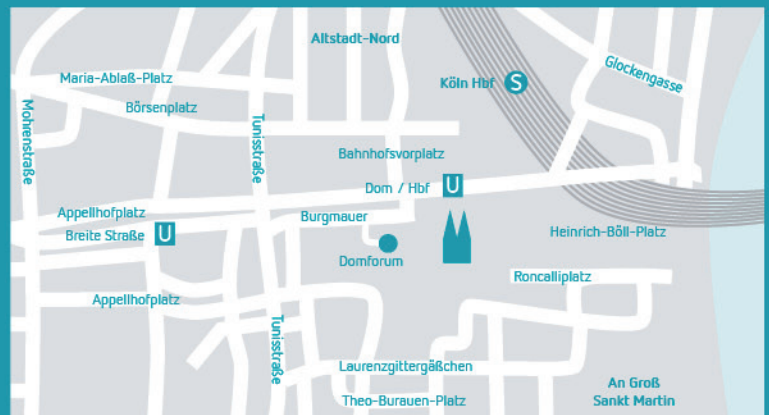 Altstadt-Nord
Maria-Ablaß-Platz
Köln Hbf S
Glockengasse
Börsenplatz
Mohrenstraße
Tunisstraße
Bahnhofsvorplatz
Dom / Hbf U
Appellhofplatz
Breite Straße U
Burgmauer
Domforum
Heinrich-Böll-Platz
Roncalliplatz
Appellhofplatz
Tunisstraße
Laurenzgittergäßchen
Theo-Burauen-Platz
An Groß
Sankt Martin